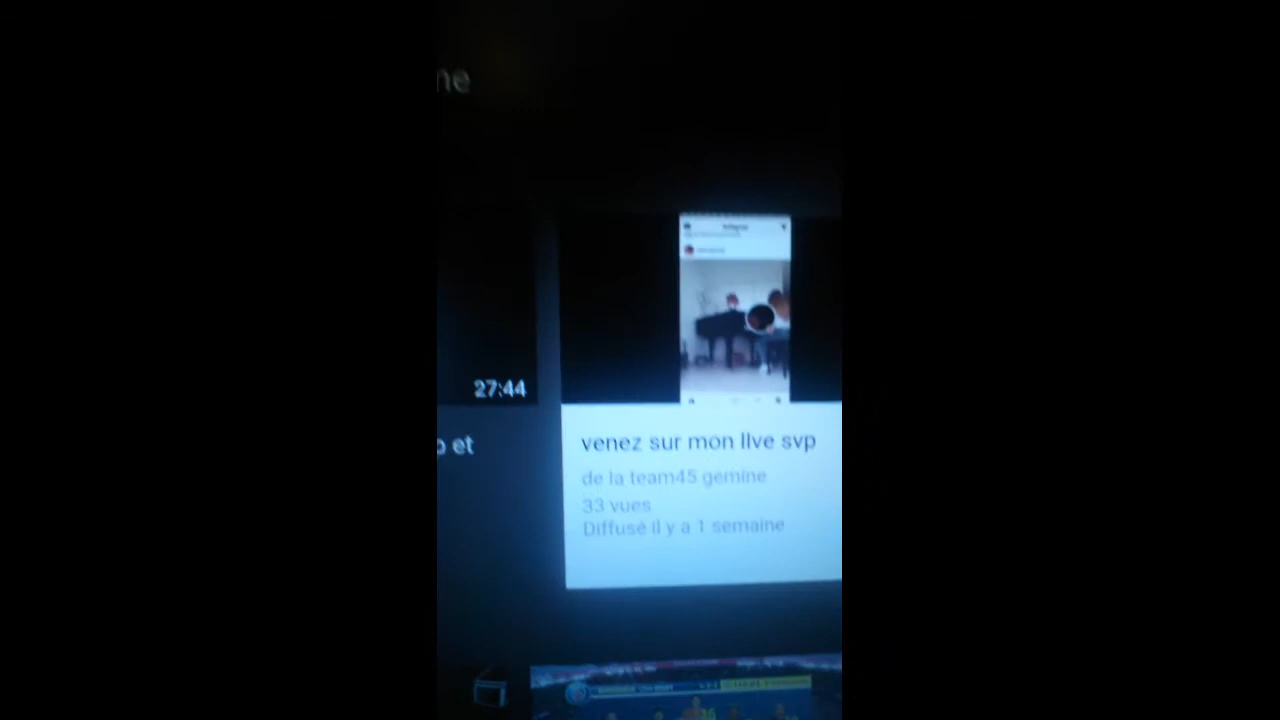 ne
27:44
et
venez sur mon live svp
de la team45 gemine
33 vues
Diffusé il y a 1 semaine